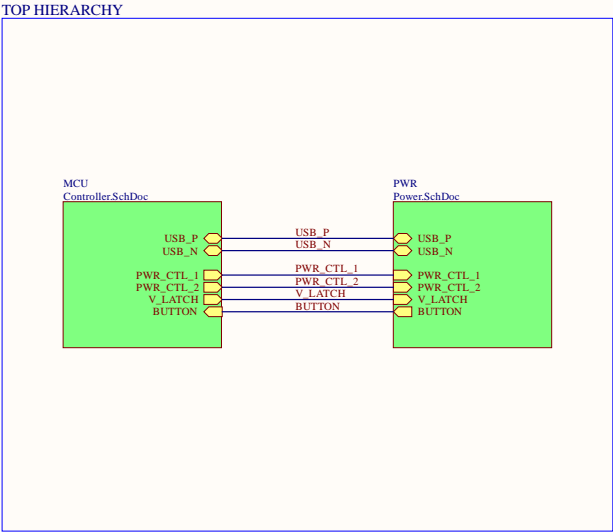 TOP HIERARCHY
MCU
Controller.SchDoc
PWR
Power.SchDoc
USB_P
USB_P
USB_P
USB_N
USB_N
USB_N
PWR_CTL_1
PWR_CTL_1
PWR_CTL_1
PWR_CTL_2
PWR_CTL_2
PWR_CTL_2
V_LATCH
V_LATCH
V_LATCH
BUTTON
BUTTON
BUTTON